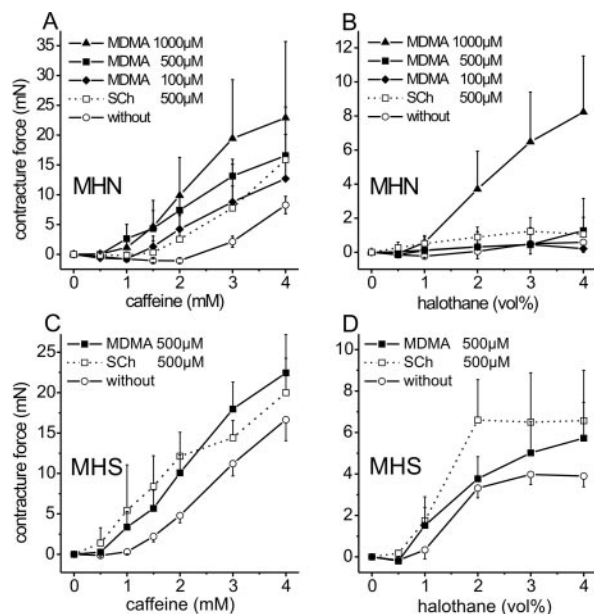 A
MDMA 1000µM
MDMA 500µM
MDMA 100µM
SCh 500µM
without
MHN
contracture force (mN)
35
30
25
20
15
10
5
0
0 1 2 3 4
caffeine (mM)
B
MDMA 1000µM
MDMA 500µM
MDMA 100µM
SCh 500µM
without
MHN
12
10
8
6
4
2
0
0 1 2 3 4
halothane (vol%)
C
MDMA 500µM
SCh 500µM
without
MHS
contracture force (mN)
25
20
15
10
5
0
0 1 2 3 4
caffeine (mM)
D
MDMA 500µM
SCh 500µM
without
MHS
10
8
6
4
2
0
0 1 2 3 4
halothane (vol%)